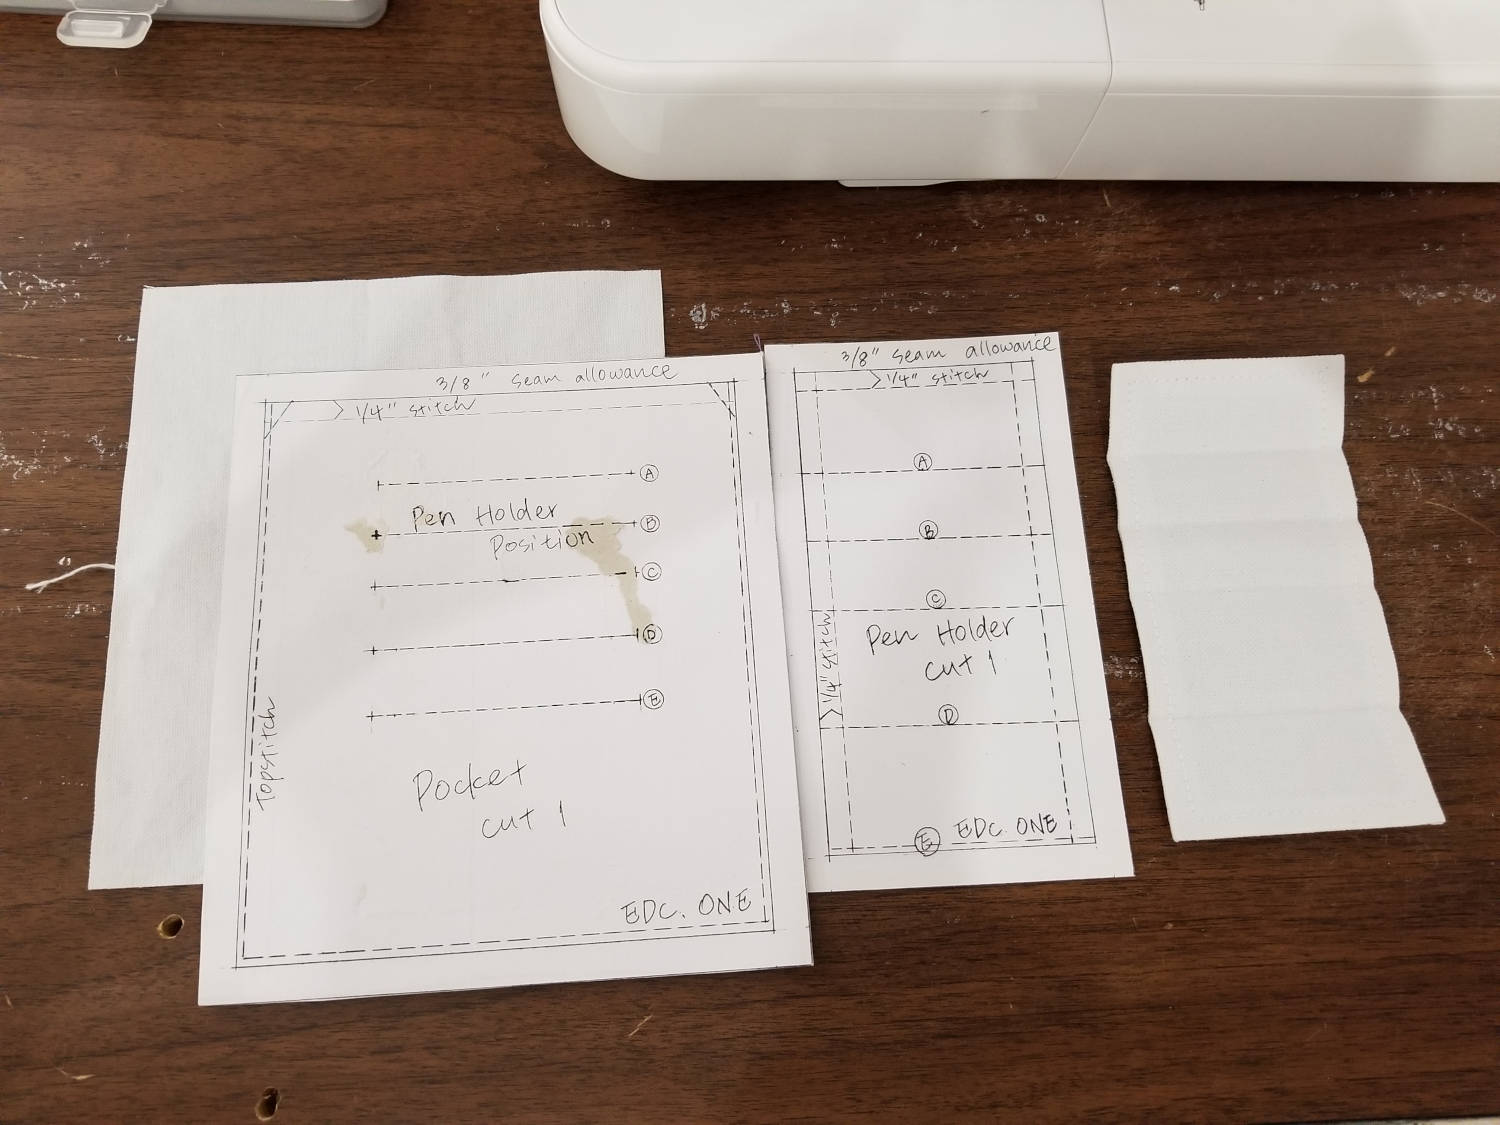 3/8" seam allowance
1/4" stitch
A
Pen Holder
B
Position
C
D
E
Topstitch
Pocket
cut 1
EDC. ONE
3/8" seam allowance
1/4" stitch
A
B
C
1/4" stitch
Pen Holder
cut 1
D
E EDC. ONE